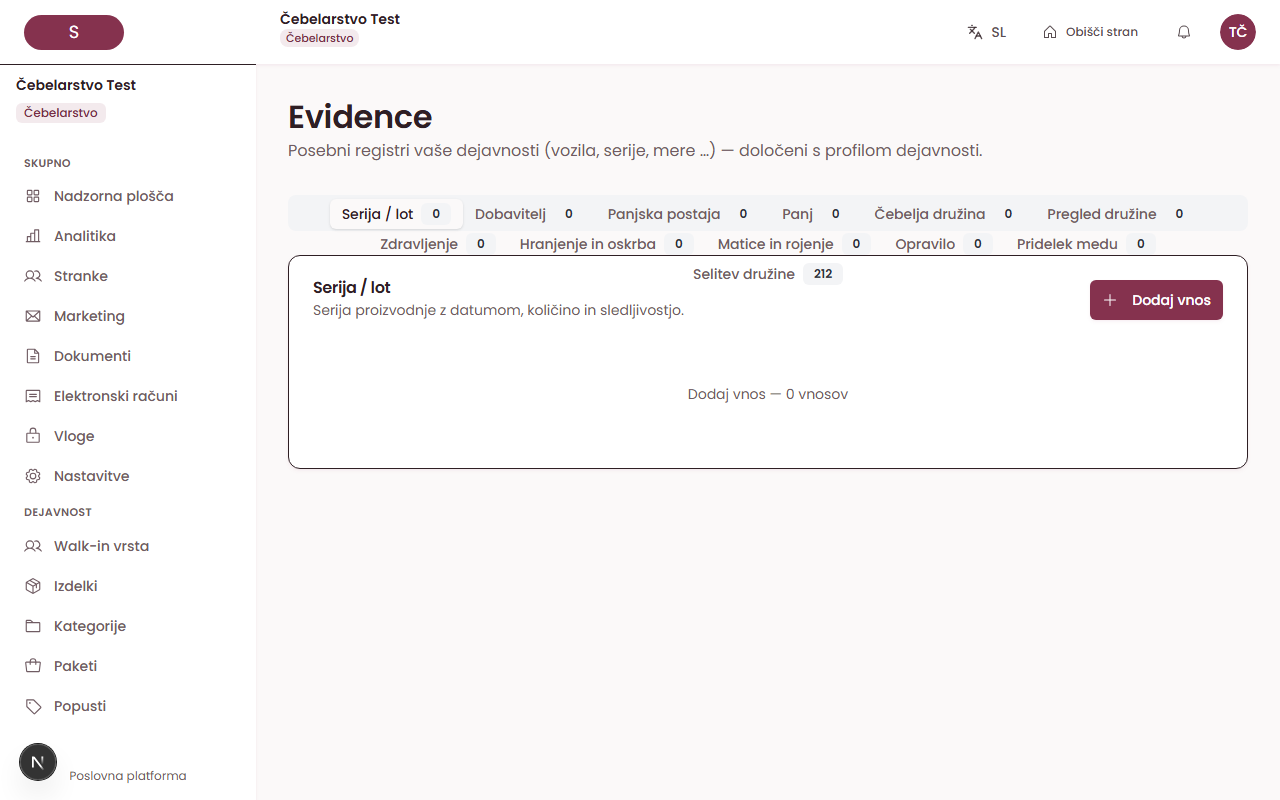 S
Čebelarstvo Test
Čebelarstvo
SL
Obišči stran
TČ
Čebelarstvo Test
Čebelarstvo
SKUPNO
Nadzorna plošča
Analitika
Stranke
Marketing
Dokumenti
Elektronski računi
Vloge
Nastavitve
DEJAVNOST
Walk-in vrsta
Izdelki
Kategorije
Paketi
Popusti
N
Poslovna platforma
Evidence
Posebni registri vaše dejavnosti (vozila, serije, mere …) — določeni s profilom dejavnosti.
Serija / lot 0 Dobavitelj 0 Panjska postaja 0 Panj 0 Čebelja družina 0 Pregled družine 0
Zdravljenje 0 Hranjenje in oskrba 0 Matice in rojenje 0 Opravilo 0 Pridelek medu 0
Selitev družine 212
Serija / lot
Serija proizvodnje z datumom, količino in sledljivostjo.
Dodaj vnos
Dodaj vnos — 0 vnosov